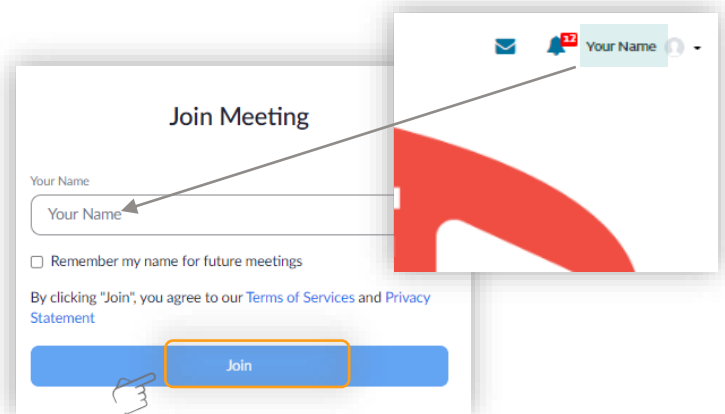 12
Your Name
Join Meeting
Your Name
Your Name
Remember my name for future meetings
By clicking "Join", you agree to our Terms of Services and Privacy
Statement
Join